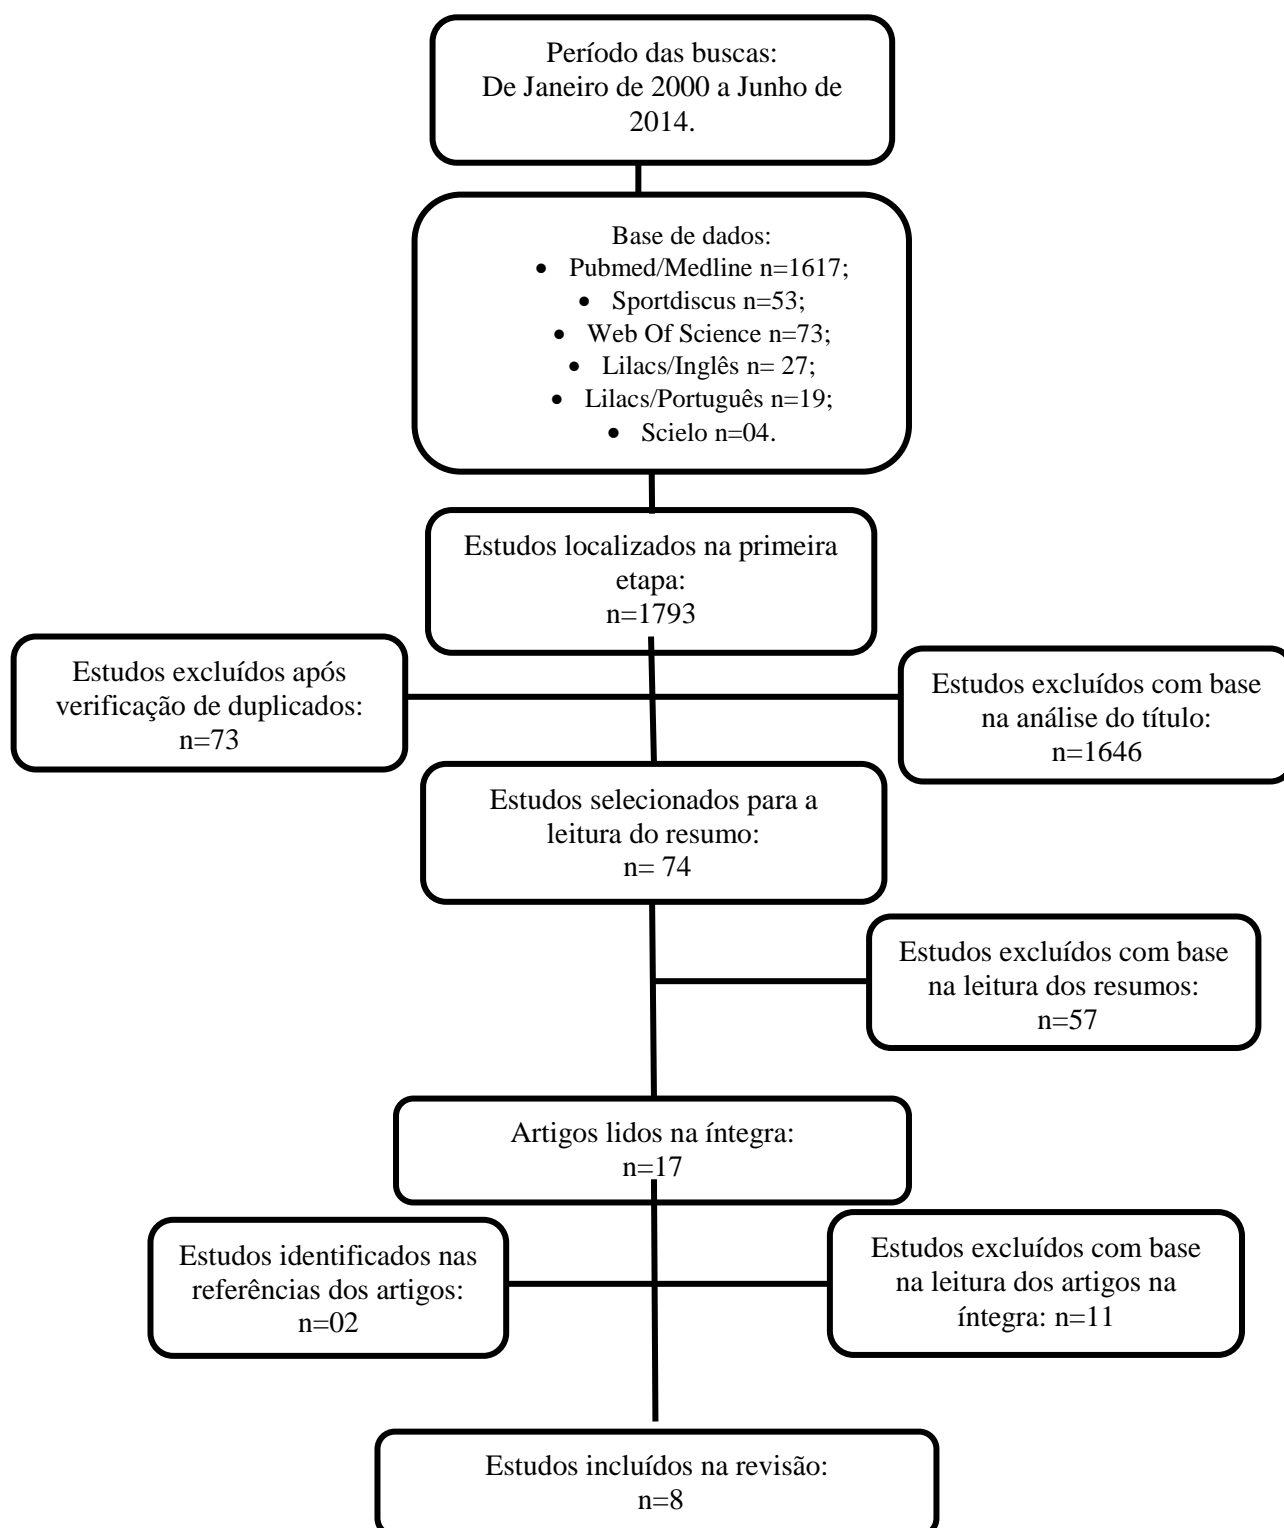 Período das buscas:
De Janeiro de 2000 a Junho de
2014.
Base de dados:
• Pubmed/Medline n=1617;
• Sportdiscus n=53;
• Web Of Science n=73;
• Lilacs/Inglês n= 27;
• Lilacs/Português n=19;
• Scielo n=04.
Estudos localizados na primeira
etapa:
n=1793
Estudos excluídos após
verificação de duplicados:
n=73
Estudos excluídos com base
na análise do título:
n=1646
Estudos selecionados para a
leitura do resumo:
n= 74
Estudos excluídos com base
na leitura dos resumos:
n=57
Artigos lidos na íntegra:
n=17
Estudos identificados nas
referências dos artigos:
n=02
Estudos excluídos com base
na leitura dos artigos na
íntegra: n=11
Estudos incluídos na revisão:
n=8